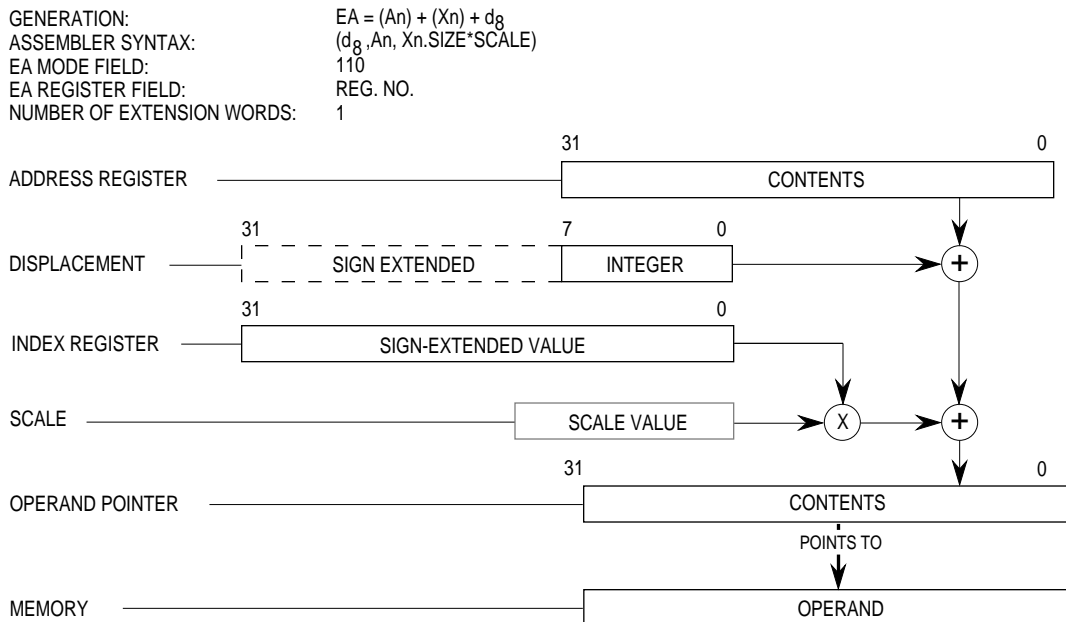 GENERATION: EA = (An) + (Xn) + d8
ASSEMBLER SYNTAX: (d8 ,An, Xn.SIZE*SCALE)
EA MODE FIELD: 110
EA REGISTER FIELD: REG. NO.
NUMBER OF EXTENSION WORDS: 1
31 0
ADDRESS REGISTER CONTENTS
31 7 0
DISPLACEMENT SIGN EXTENDED INTEGER +
31 0
INDEX REGISTER SIGN-EXTENDED VALUE
SCALE SCALE VALUE X +
31 0
OPERAND POINTER CONTENTS
POINTS TO
MEMORY OPERAND